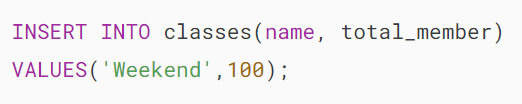 INSERT INTO classes(name, total_member)
VALUES('Weekend',100);